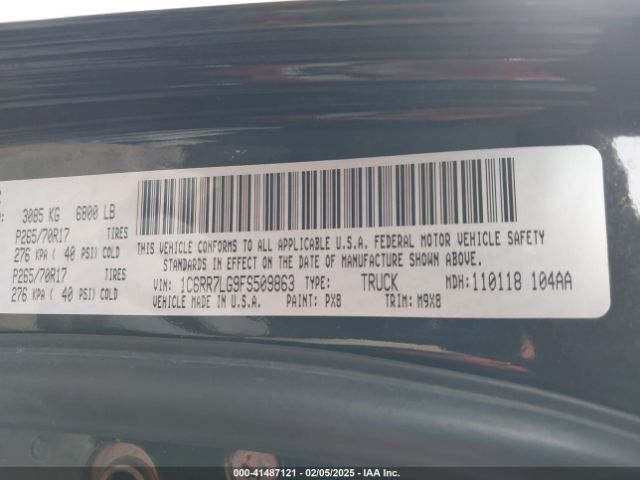 3085 KG 6800 LB
P265/70R17 TIRES
276 KPA ( 40 PSI) COLD
P265/70R17 TIRES
276 KPA ( 40 PSI) COLD
THIS VEHICLE CONFORMS TO ALL APPLICABLE U.S.A. FEDERAL MOTOR VEHICLE SAFETY
STANDARDS IN EFFECT ON THE DATE OF MANUFACTURE SHOWN ABOVE.
VIN: 1C6RR7LG9FS509863 TYPE: TRUCK MDH:110118 104AA
VEHICLE MADE IN U.S.A. PAINT: PX8 TRIM: M9X8
000-41487121 - 02/05/2025 - IAAI.com